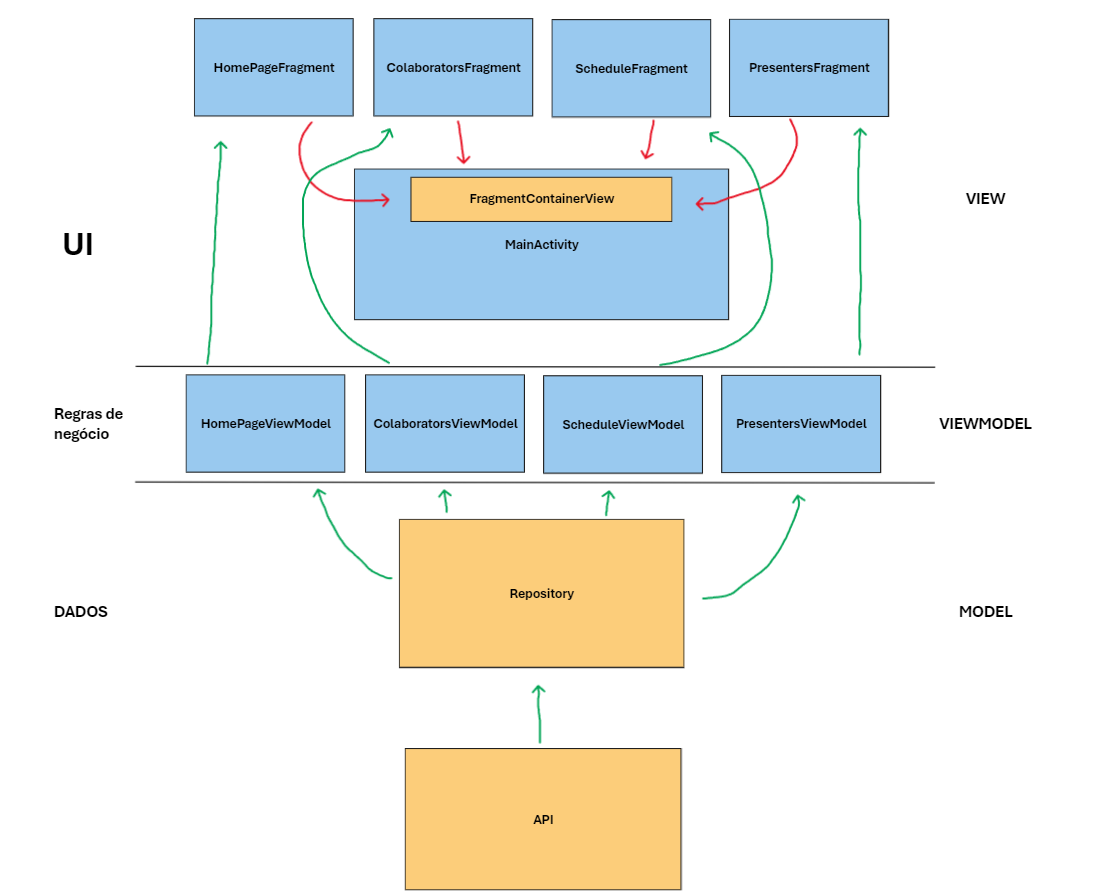 HomePageFragment
ColaboratorsFragment
ScheduleFragment
PresentersFragment
FragmentContainerView
VIEW
UI
MainActivity
Regras de
negócio
HomePageViewModel
ColaboratorsViewModel
ScheduleViewModel
PresentersViewModel
VIEWMODEL
Repository
DADOS
MODEL
API